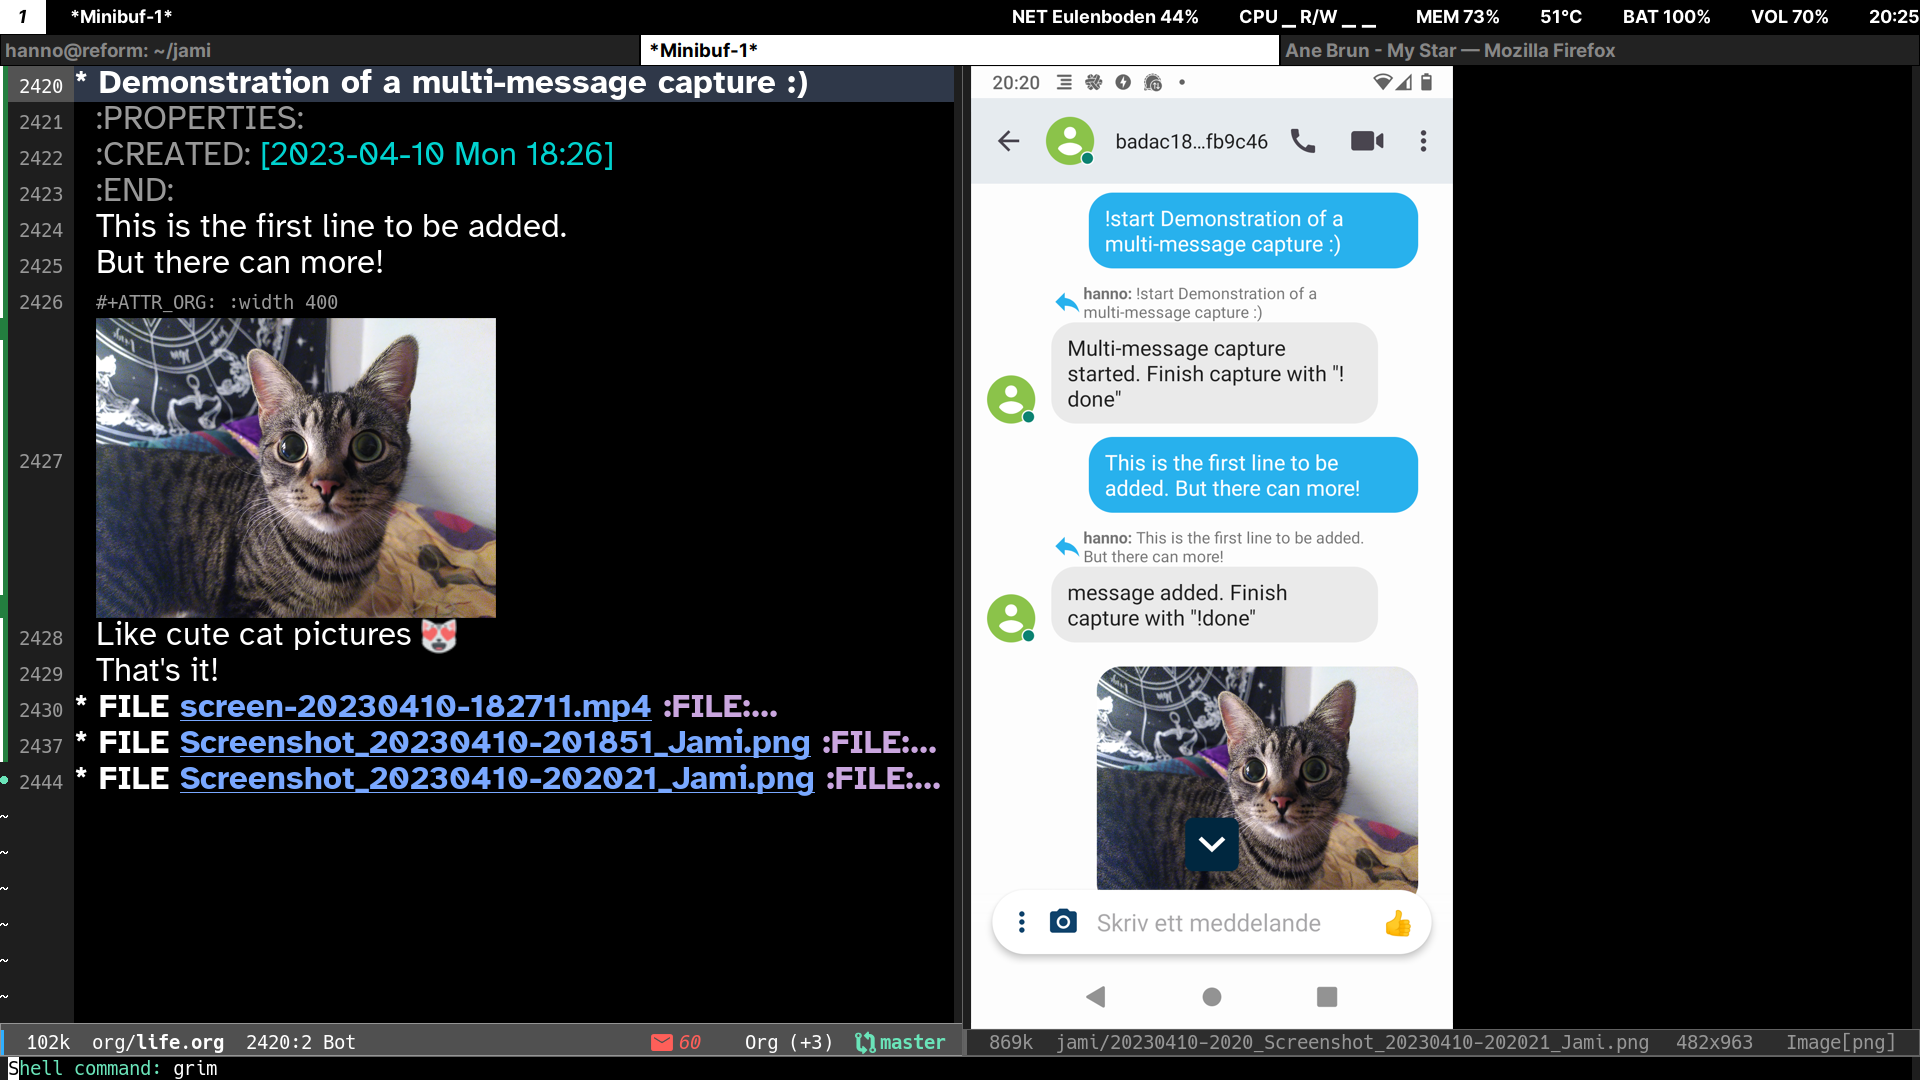 1 *Minibuf-1* NET Eulenboden 44% CPU _ R/W _ _ MEM 73% 51°C BAT 100% VOL 70% 20:25
hanno@reform: ~/jami *Minibuf-1* Ane Brun - My Star — Mozilla Firefox
2420 * Demonstration of a multi-message capture :)
2421 :PROPERTIES:
2422 :CREATED: [2023-04-10 Mon 18:26]
2423 :END:
2424 This is the first line to be added.
2425 But there can more!
2426 #+ATTR_ORG: :width 400
2427
2428 Like cute cat pictures 😻
2429 That's it!
2430 * FILE screen-20230410-182711.mp4 :FILE:...
2437 * FILE Screenshot_20230410-201851_Jami.png :FILE:...
2444 * FILE Screenshot_20230410-202021_Jami.png :FILE:...
~
~
~
~
~
~
102k org/life.org 2420:2 Bot 60 Org (+3) master
Shell command: grim
20:20
badac18...fb9c46
!start Demonstration of a
multi-message capture :)
hanno: !start Demonstration of a
multi-message capture :)
Multi-message capture
started. Finish capture with "!
done"
This is the first line to be
added. But there can more!
hanno: This is the first line to be added.
But there can more!
message added. Finish
capture with "!done"
Skriv ett meddelande 👍
869k jami/20230410-2020_Screenshot_20230410-202021_Jami.png 482x963 Image[png]